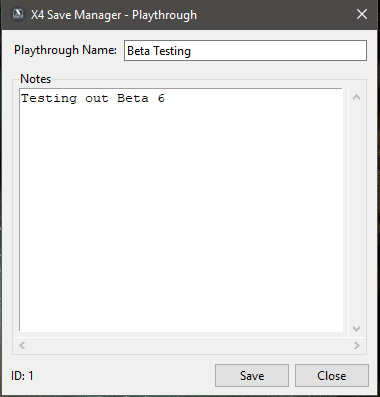 X4 Save Manager - Playthrough
Playthrough Name: Beta Testing
Notes
Testing out Beta 6
ID: 1 Save Close